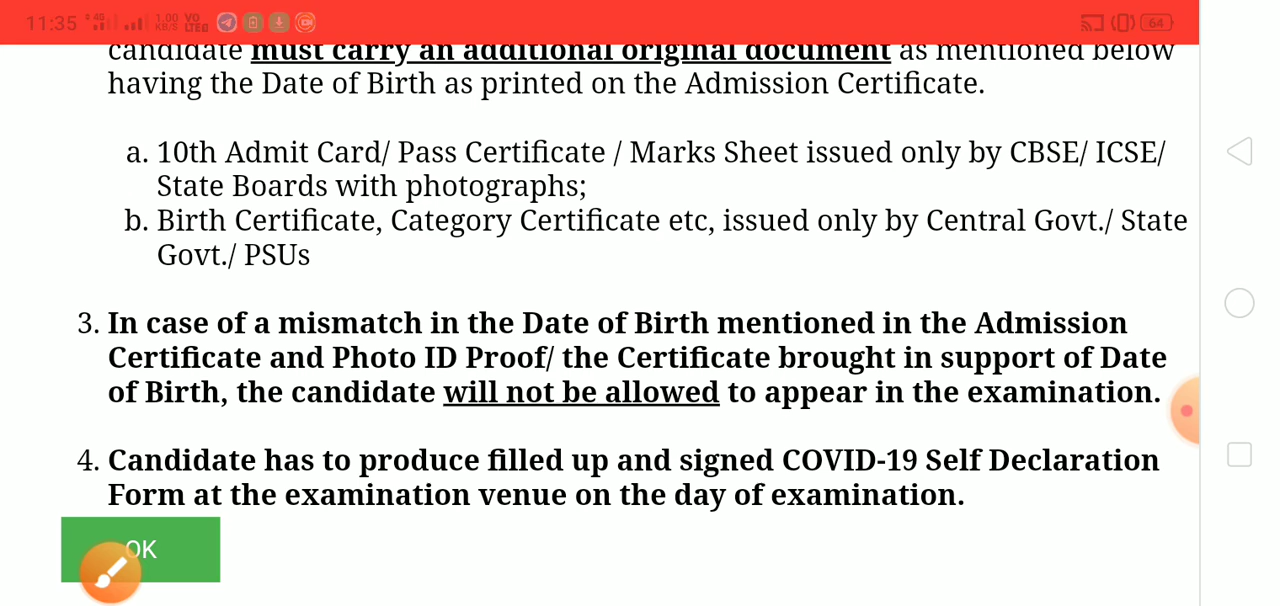 11:35 4G 1.00 KB/S VO LTE 64
candidate must carry an additional original document as mentioned below
having the Date of Birth as printed on the Admission Certificate.
a. 10th Admit Card/ Pass Certificate / Marks Sheet issued only by CBSE/ ICSE/
State Boards with photographs;
b. Birth Certificate, Category Certificate etc, issued only by Central Govt./ State
Govt./ PSUs
3. In case of a mismatch in the Date of Birth mentioned in the Admission
Certificate and Photo ID Proof/ the Certificate brought in support of Date
of Birth, the candidate will not be allowed to appear in the examination.
4. Candidate has to produce filled up and signed COVID-19 Self Declaration
Form at the examination venue on the day of examination.
OK